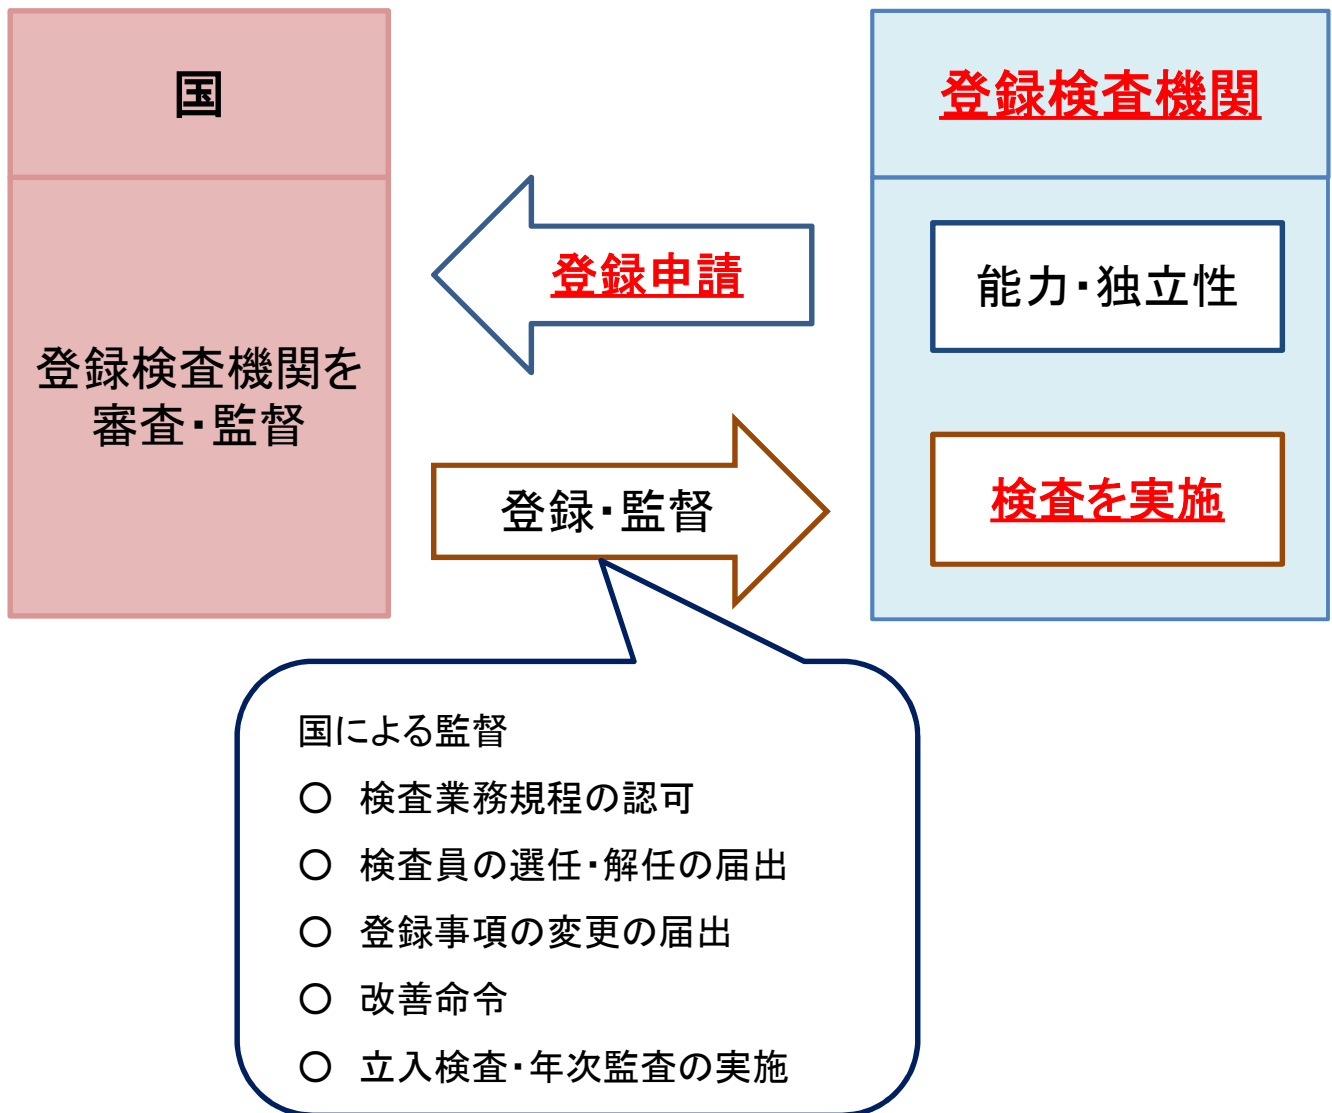 国
登録検査機関を
審査・監督
登録申請
登録・監督
登録検査機関
能力・独立性
検査を実施
国による監督
○ 検査業務規程の認可
○ 検査員の選任・解任の届出
○ 登録事項の変更の届出
○ 改善命令
○ 立入検査・年次監査の実施